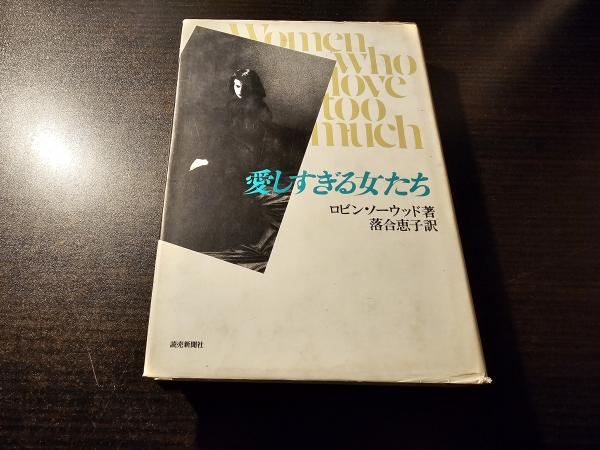 Women
who
love
too
much
愛しすぎる女たち
ロビン・ノーウッド著
落合恵子訳
読売新聞社